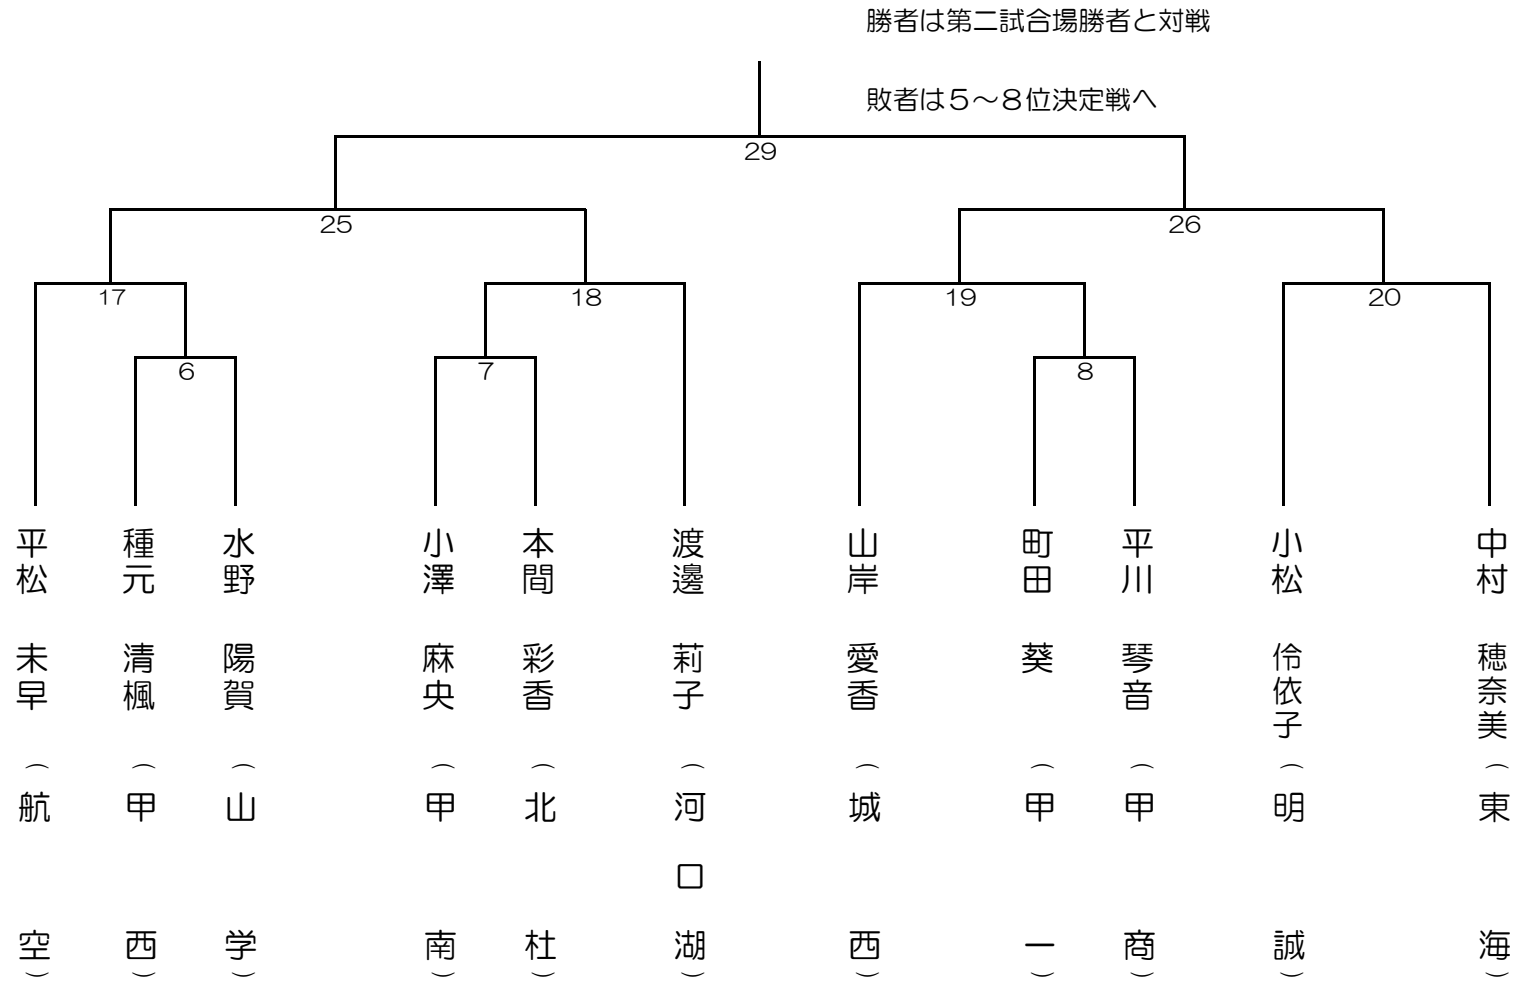 勝者は第二試合場勝者と対戦
敗者は５～８位決定戦へ
29
25
26
17
18
19
20
6
7
8
平松 未早 （航空）
種元 清楓 （甲西）
水野 陽賀 （山学）
小澤 麻央 （甲南）
本間 彩香 （北杜）
渡邊 莉子 （河口湖）
山岸 愛香 （城西）
町田 葵 （甲一）
平川 琴音 （甲商）
小松 伶依子 （明誠）
中村 穂奈美 （東海）